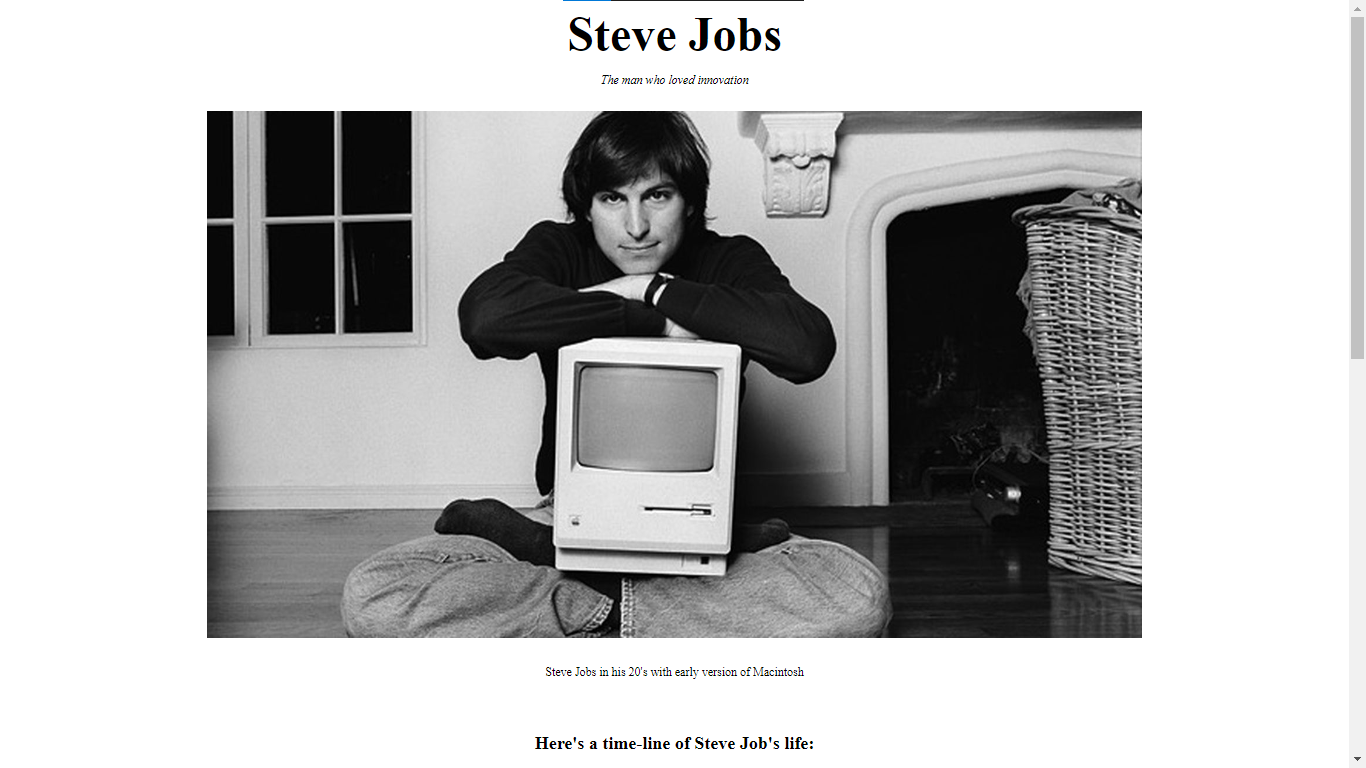 Steve Jobs
The man who loved innovation
Steve Jobs in his 20's with early version of Macintosh
Here's a time-line of Steve Job's life: